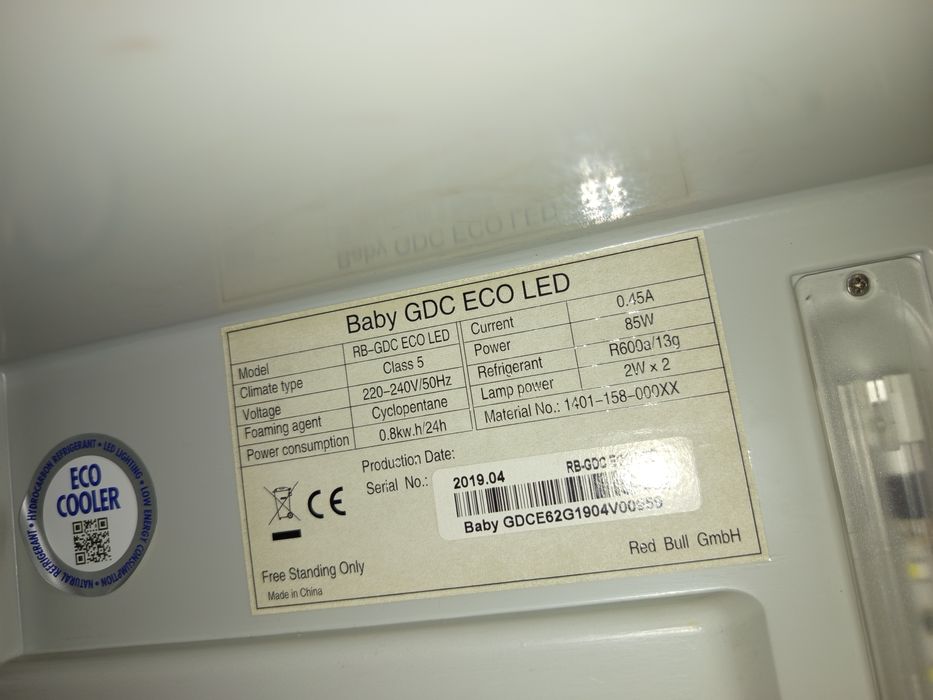 Baby GDC ECO LED
Model RB-GDC ECO LED Current 0.45A
Climate type Class 5 Power 85W
Voltage 220-240V/50Hz Refrigerant R600a/13g
Foaming agent Cyclopentane Lamp power 2W x 2
Power consumption 0.8kw.h/24h Material No.: 1401-158-000XX
Production Date:
Serial No.:
2019.04 RB-GDC
Baby
CE
Red Bull GmbH
Free Standing Only
Made in China
ECO
COOLER
NATURAL REFRIGERANT • HYDROCARBON REFRIGERANT • LED LIGHTING • LOW ENERGY CONSUMPTION •